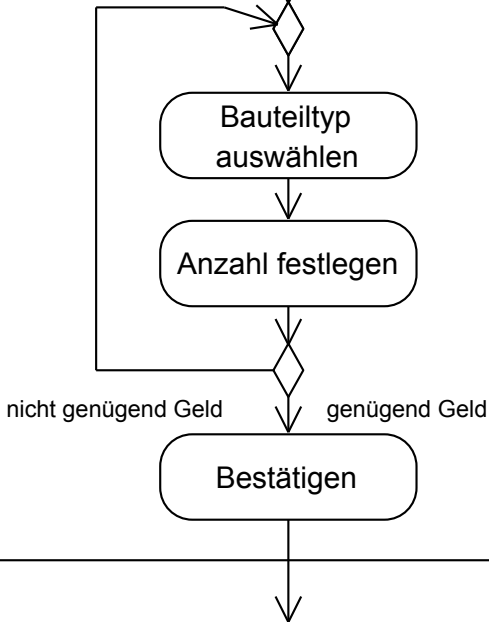 Bauteiltyp
auswählen
Anzahl festlegen
nicht genügend Geld
genügend Geld
Bestätigen